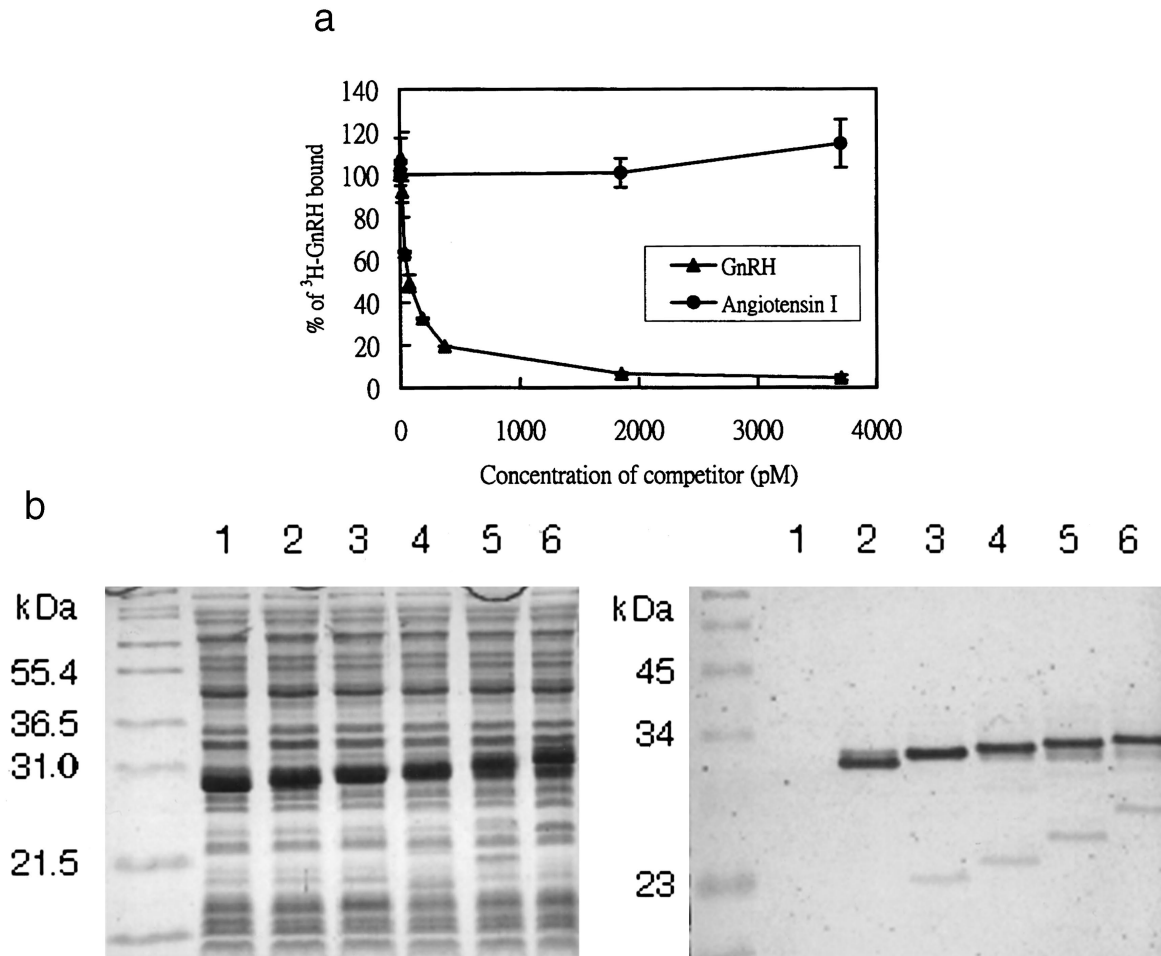 a
140
120
100
80
60
40
20
0
% of ³H-GnRH bound
GnRH
Angiotensin I
0 1000 2000 3000 4000
Concentration of competitor (pM)
b
1 2 3 4 5 6
kDa
55.4
36.5
31.0
21.5
1 2 3 4 5 6
kDa
45
34
23